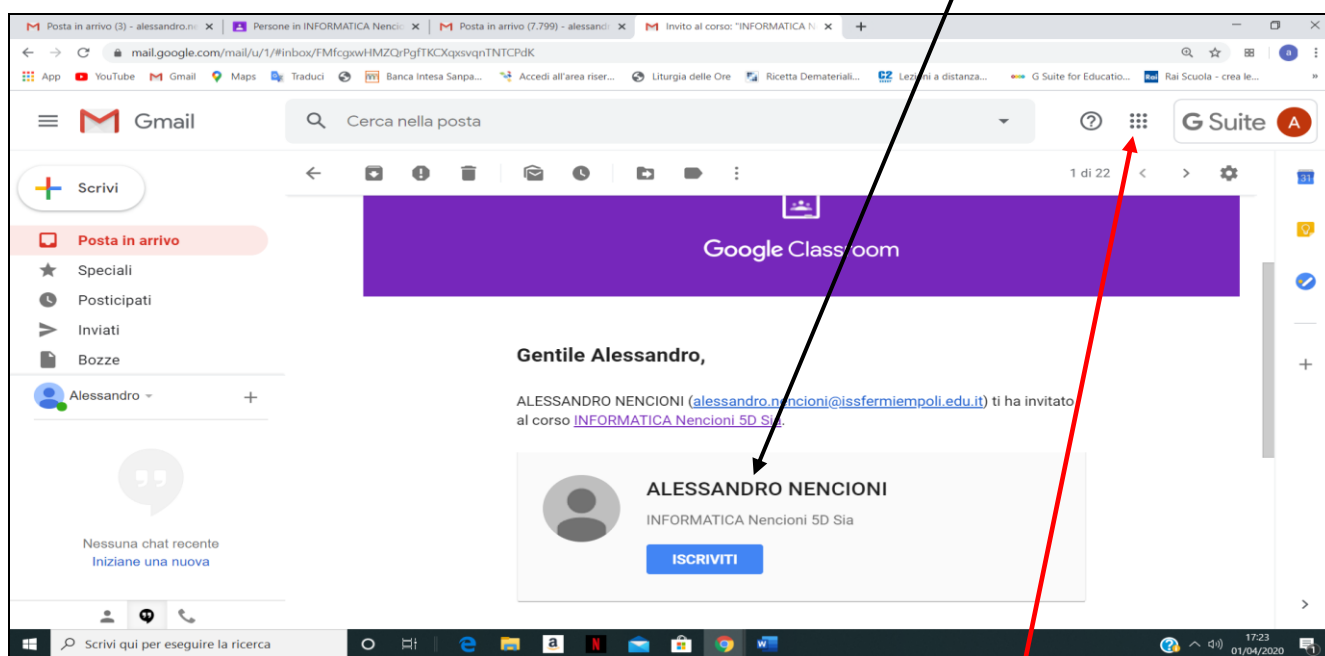 Posta in arrivo (3) - alessandro.ne
Persone in INFORMATICA Nencio
Posta in arrivo (7.799) - alessand
Invito al corso: "INFORMATICA N
mail.google.com/mail/u/1/#inbox/FMfcgxwHMZQrPgfTKCXqxsvqnTNTCPdK
a
App YouTube Gmail Maps Traduci Banca Intesa Sanpa... Accedi all'area riser... Liturgia delle Ore Ricetta Demateriali... Lezioni a distanza... G Suite for Educatio... Rai Scuola - crea le... »
Gmail
Cerca nella posta
G Suite
A
Scrivi
1 di 22
31
Posta in arrivo
Speciali
Posticipati
Inviati
Bozze
Alessandro
Nessuna chat recente
Iniziane una nuova
Google Classroom
Gentile Alessandro,
ALESSANDRO NENCIONI (alessandro.nencioni@issfermiempoli.edu.it) ti ha invitato
al corso INFORMATICA Nencioni 5D Sia.
ALESSANDRO NENCIONI
INFORMATICA Nencioni 5D Sia
ISCRIVITI
Scrivi qui per eseguire la ricerca
17:23
01/04/2020